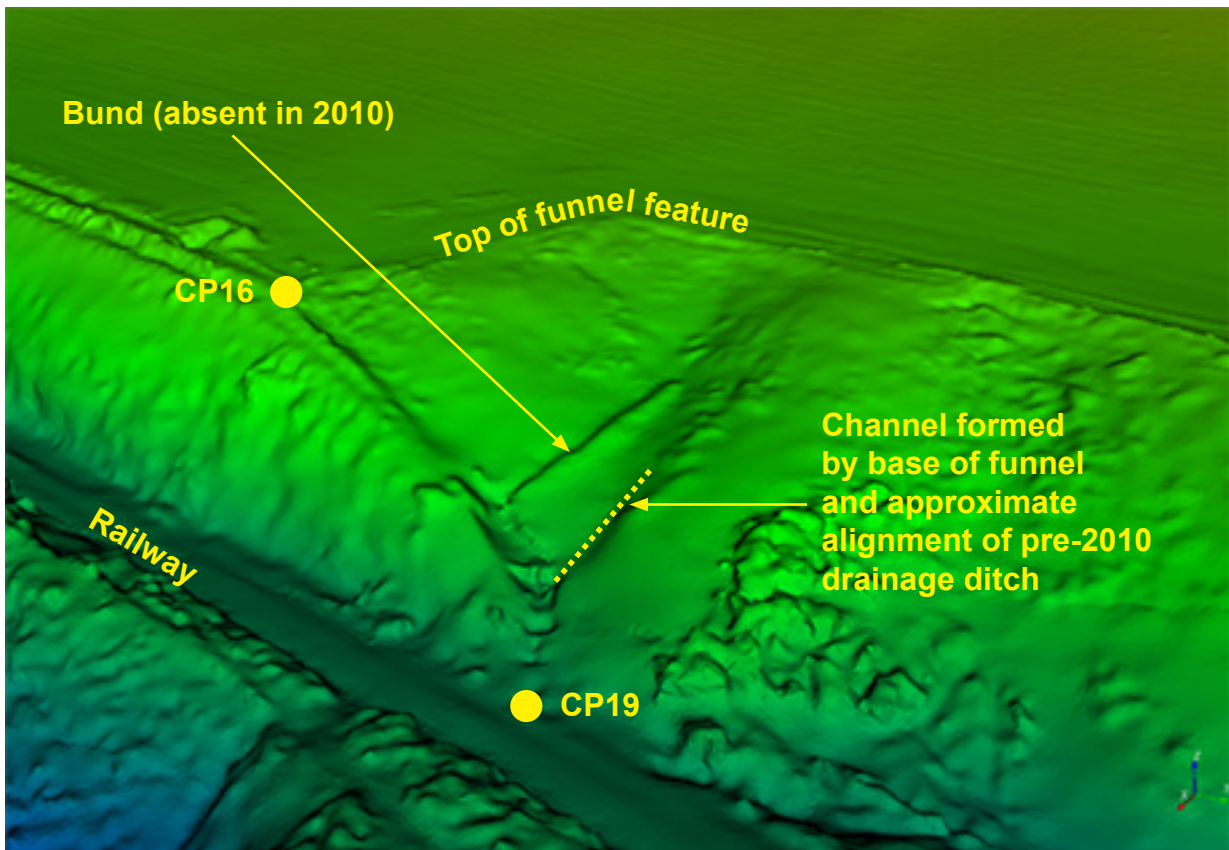 Bund (absent in 2010)
Top of funnel feature
CP16
Channel formed
by base of funnel
and approximate
alignment of pre-2010
drainage ditch
Railway
CP19